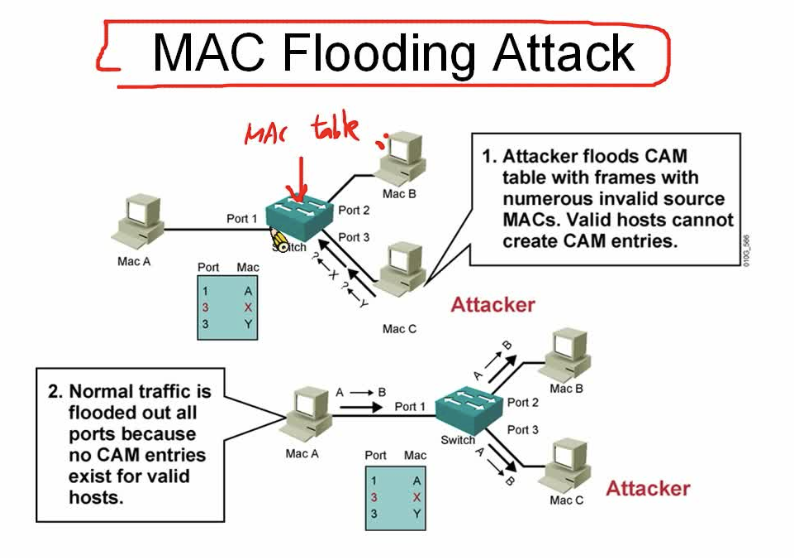 MAC Flooding Attack
MAC table
Mac B
1. Attacker floods CAM
table with frames with
numerous invalid source
MACs. Valid hosts cannot
create CAM entries.
Port 1
Port 2
Port 3
Switch
Mac A
?←X
?←Y
Port Mac
1 A
3 X
3 Y
Attacker
Mac C
010G_566
2. Normal traffic is
flooded out all
ports because
no CAM entries
exist for valid
hosts.
A → B
A → B
Mac B
Port 1
Port 2
Port 3
Switch
Mac A
A → B
Port Mac
1 A
3 X
3 Y
Mac C
Attacker